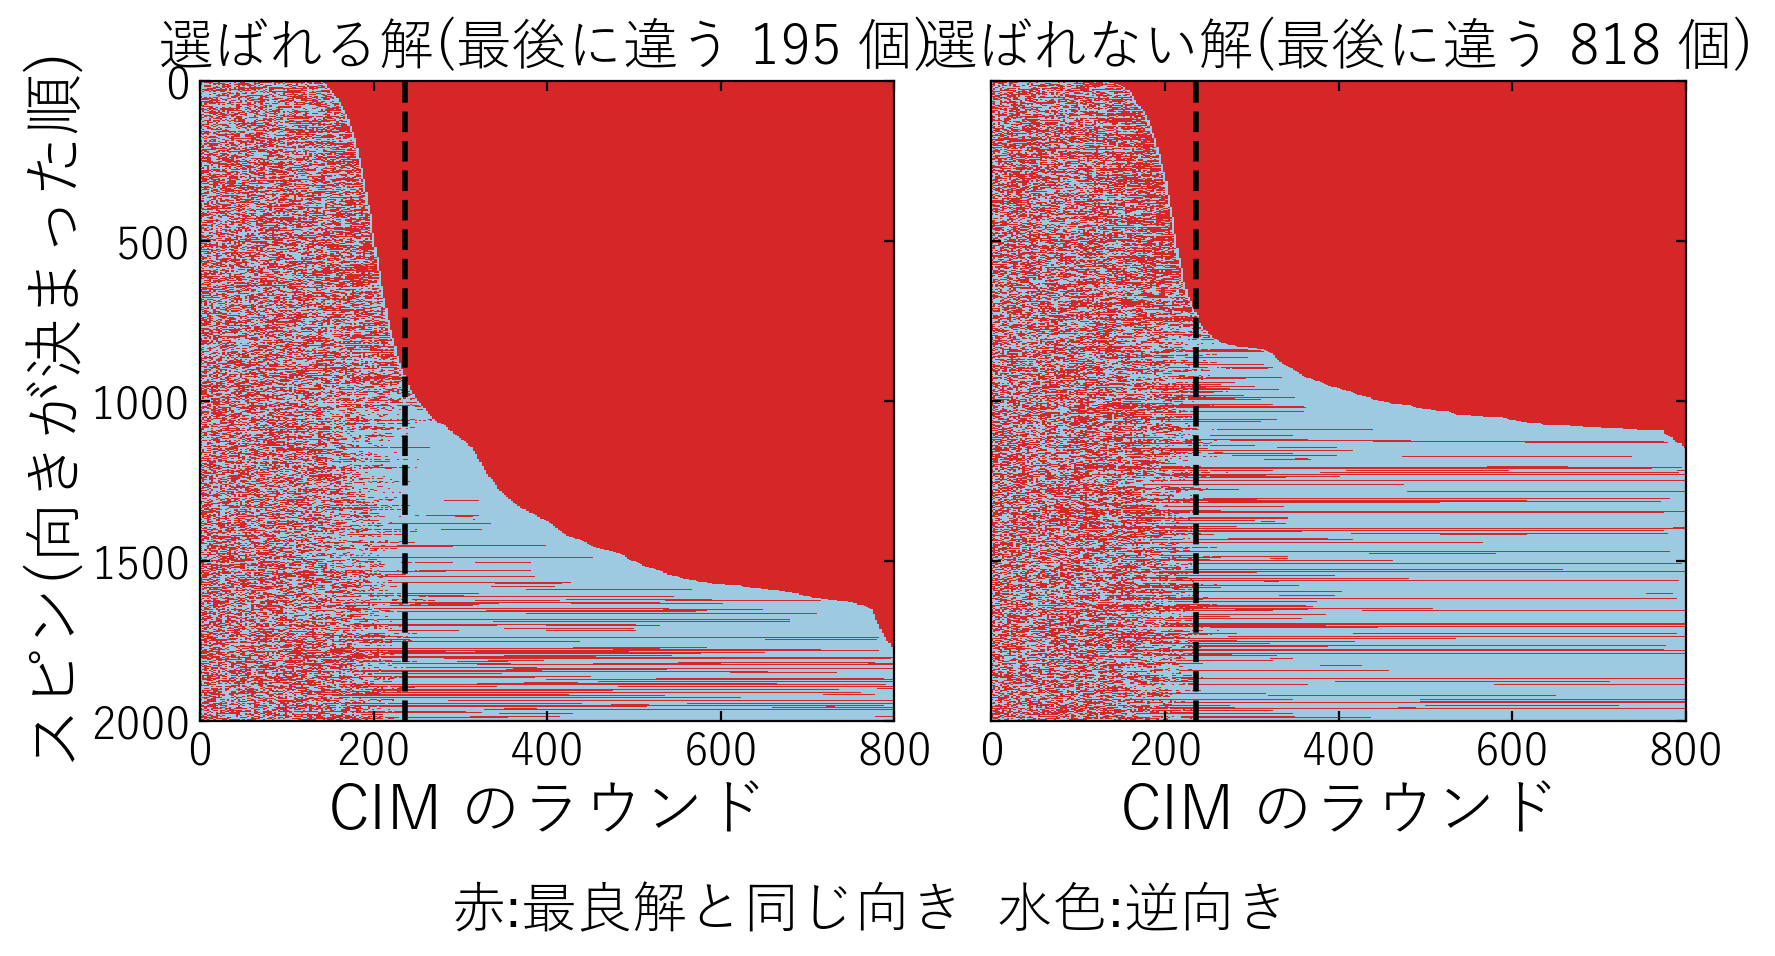 選ばれる解(最後に違う 195 個)
選ばれない解(最後に違う 818 個)
スピン(向きが決まった順)
0
500
1000
1500
2000
0 200 400 600 800
0 200 400 600 800
CIM のラウンド
CIM のラウンド
赤:最良解と同じ向き 水色:逆向き